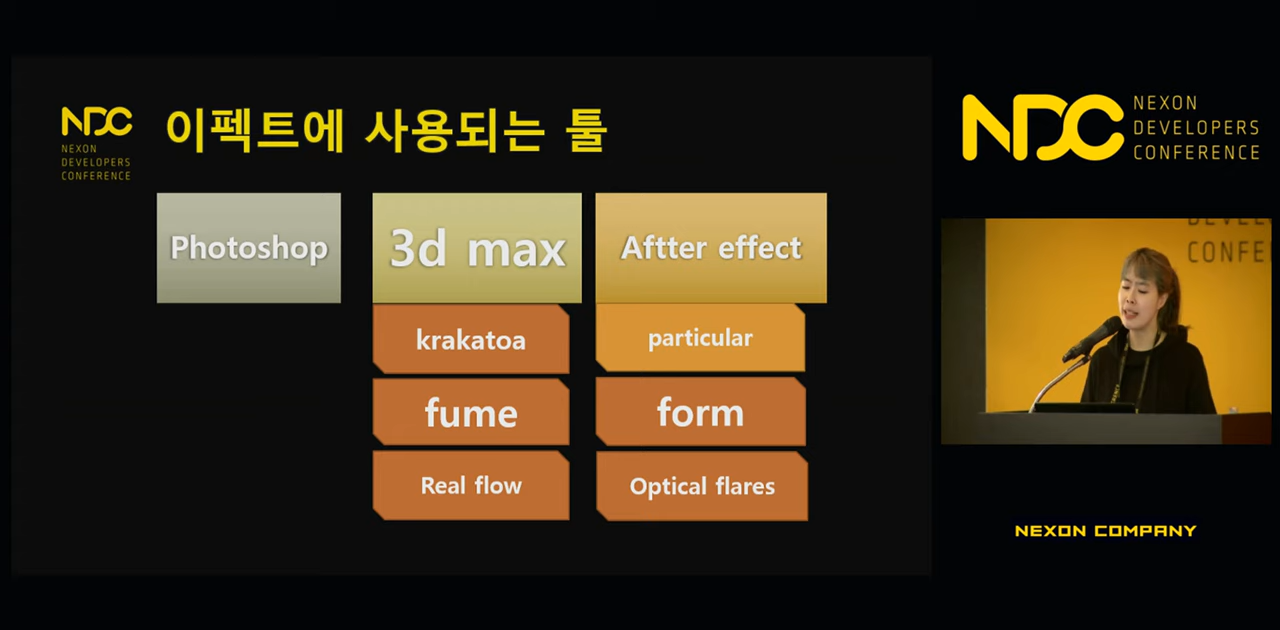 NDC
NEXON
DEVELOPERS
CONFERENCE
이펙트에 사용되는 툴
Photoshop
3d max
Aftter effect
krakatoa
particular
fume
form
Real flow
Optical flares
NDC
NEXON
DEVELOPERS
CONFERENCE
CONFE
NEXON COMPANY